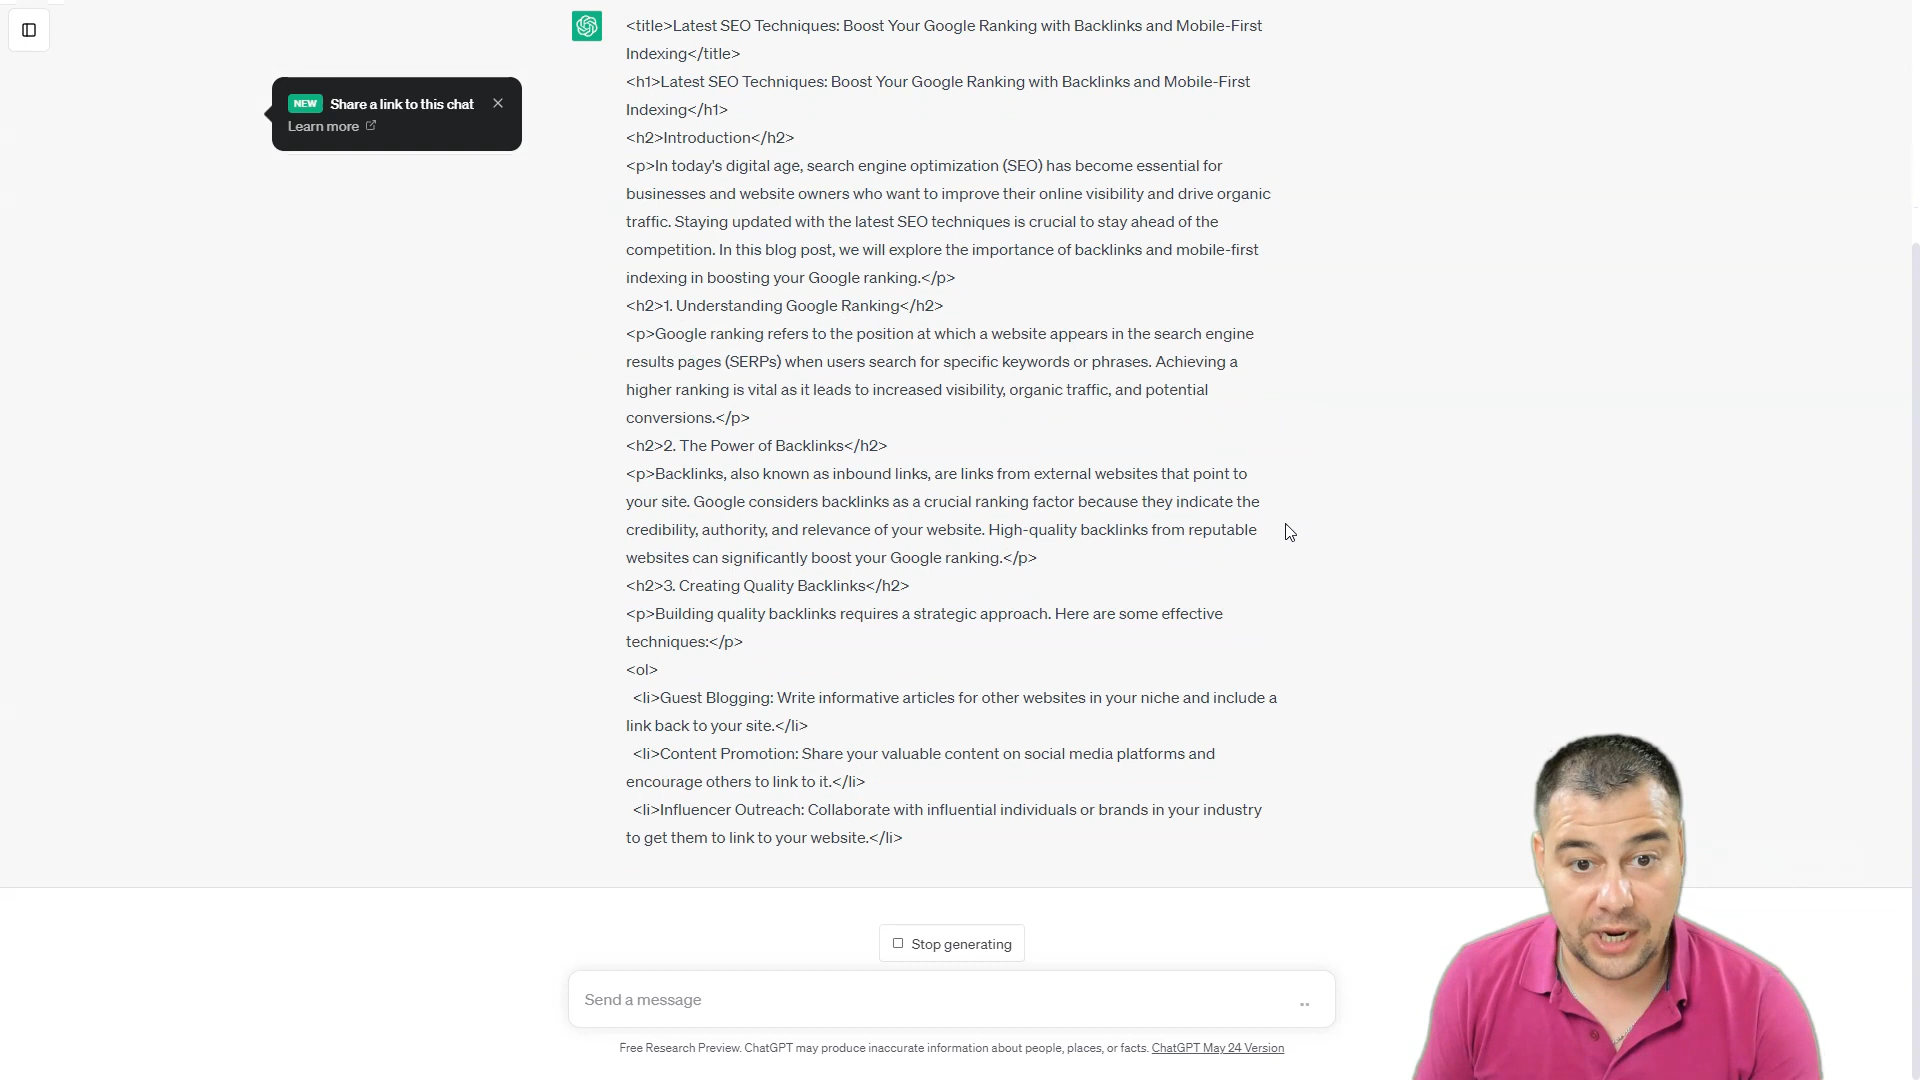 <title>Latest SEO Techniques: Boost Your Google Ranking with Backlinks and Mobile-First
Indexing</title>
<h1>Latest SEO Techniques: Boost Your Google Ranking with Backlinks and Mobile-First
Indexing</h1>
NEW Share a link to this chat
Learn more
<h2>Introduction</h2>
<p>In today's digital age, search engine optimization (SEO) has become essential for
businesses and website owners who want to improve their online visibility and drive organic
traffic. Staying updated with the latest SEO techniques is crucial to stay ahead of the
competition. In this blog post, we will explore the importance of backlinks and mobile-first
indexing in boosting your Google ranking.</p>
<h2>1. Understanding Google Ranking</h2>
<p>Google ranking refers to the position at which a website appears in the search engine
results pages (SERPs) when users search for specific keywords or phrases. Achieving a
higher ranking is vital as it leads to increased visibility, organic traffic, and potential
conversions.</p>
<h2>2. The Power of Backlinks</h2>
<p>Backlinks, also known as inbound links, are links from external websites that point to
your site. Google considers backlinks as a crucial ranking factor because they indicate the
credibility, authority, and relevance of your website. High-quality backlinks from reputable
websites can significantly boost your Google ranking.</p>
<h2>3. Creating Quality Backlinks</h2>
<p>Building quality backlinks requires a strategic approach. Here are some effective
techniques:</p>
<ol>
<li>Guest Blogging: Write informative articles for other websites in your niche and include a
link back to your site.</li>
<li>Content Promotion: Share your valuable content on social media platforms and
encourage others to link to it.</li>
<li>Influencer Outreach: Collaborate with influential individuals or brands in your industry
to get them to link to your website.</li>
Stop generating
Send a message
Free Research Preview. ChatGPT may produce inaccurate information about people, places, or facts. ChatGPT May 24 Version